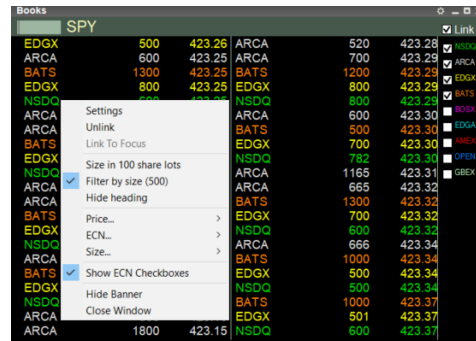 Books
SPY
Link
EDGX 500 423.26 ARCA 520 423.28 NSDQ
ARCA 600 423.25 ARCA 700 423.29 ARCA
BATS 1300 423.25 BATS 1200 423.29 EDGX
EDGX 800 423.25 EDGX 800 423.29 BATS
NSDQ NSDQ 800 423.29 BOSX
ARCA Settings ARCA 600 423.30 EDGA
ARCA Unlink BATS 500 423.30 AMEX
BATS Link To Focus EDGX 700 423.30 OPEN
EDGX Size in 100 share lots NSDQ 782 423.30 GBEX
NSDQ Filter by size (500) ARCA 1165 423.31
ARCA Hide heading ARCA 665 423.32
ARCA BATS 1300 423.32
BATS Price... EDGX 700 423.32
EDGX ECN... NSDQ 600 423.32
NSDQ Size... ARCA 666 423.34
ARCA BATS 1000 423.34
BATS Show ECN Checkboxes EDGX 500 423.34
EDGX Hide Banner NSDQ 500 423.34
NSDQ BATS 1000 423.37
ARCA Close Window EDGX 501 423.37
ARCA 1800 423.15 NSDQ 600 423.37